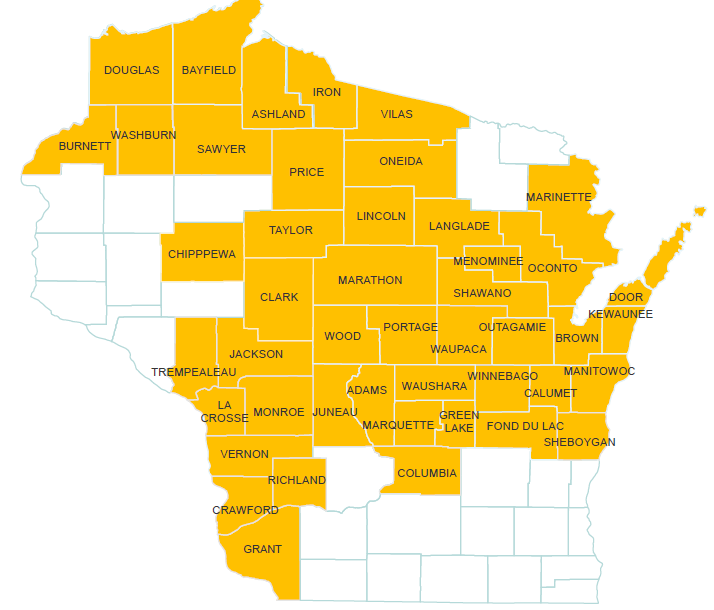 DOUGLAS
BAYFIELD
IRON
ASHLAND
VILAS
WASHBURN
BURNETT
SAWYER
ONEIDA
PRICE
MARINETTE
LINCOLN
LANGLADE
TAYLOR
CHIPPPEWA
MENOMINEE
OCONTO
MARATHON
CLARK
SHAWANO
DOOR
KEWAUNEE
PORTAGE
OUTAGAMIE
WOOD
BROWN
WAUPACA
JACKSON
TREMPEALEAU
MANITOWOC
WINNEBAGO
WAUSHARA
ADAMS
CALUMET
LA
CROSSE
MONROE
JUNEAU
GREEN
LAKE
MARQUETTE
FOND DU LAC
SHEBOYGAN
VERNON
COLUMBIA
RICHLAND
CRAWFORD
GRANT